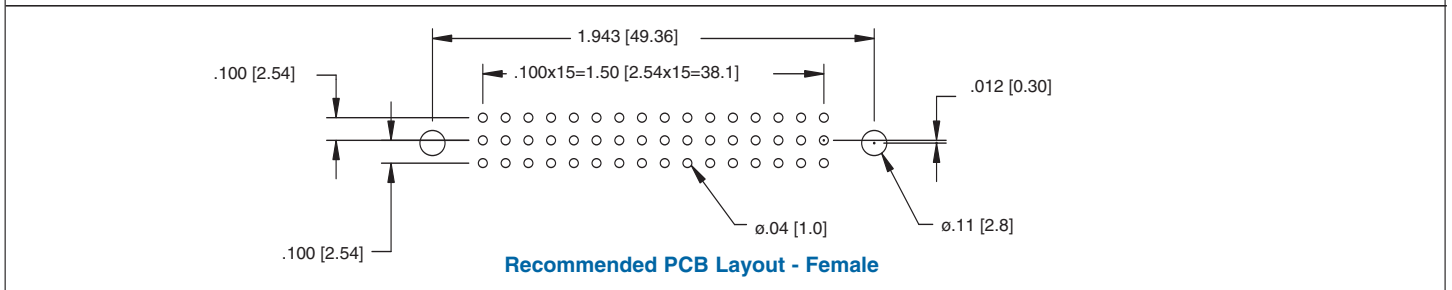 1.943 [49.36]
.100 [2.54]
.100x15=1.50 [2.54x15=38.1]
.012 [0.30]
ø.04 [1.0]
ø.11 [2.8]
.100 [2.54]
Recommended PCB Layout - Female